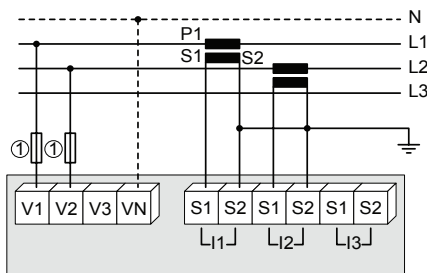 N
P1 L1
S1 S2 L2
L3
① ①
V1 V2 V3 VN S1 S2 S1 S2 S1 S2
I1 I2 I3